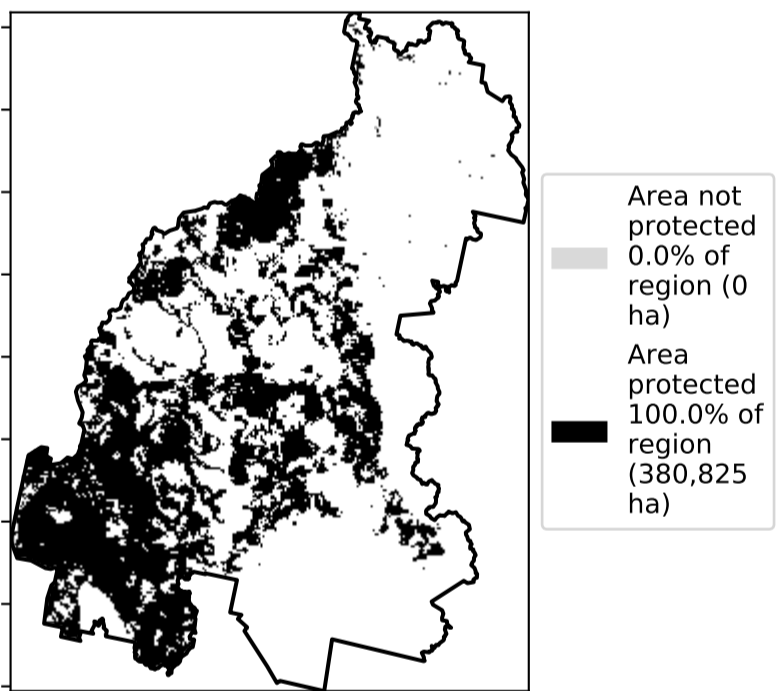 Area not
protected
0.0% of
region (0
ha)
Area
protected
100.0% of
region
(380,825
ha)